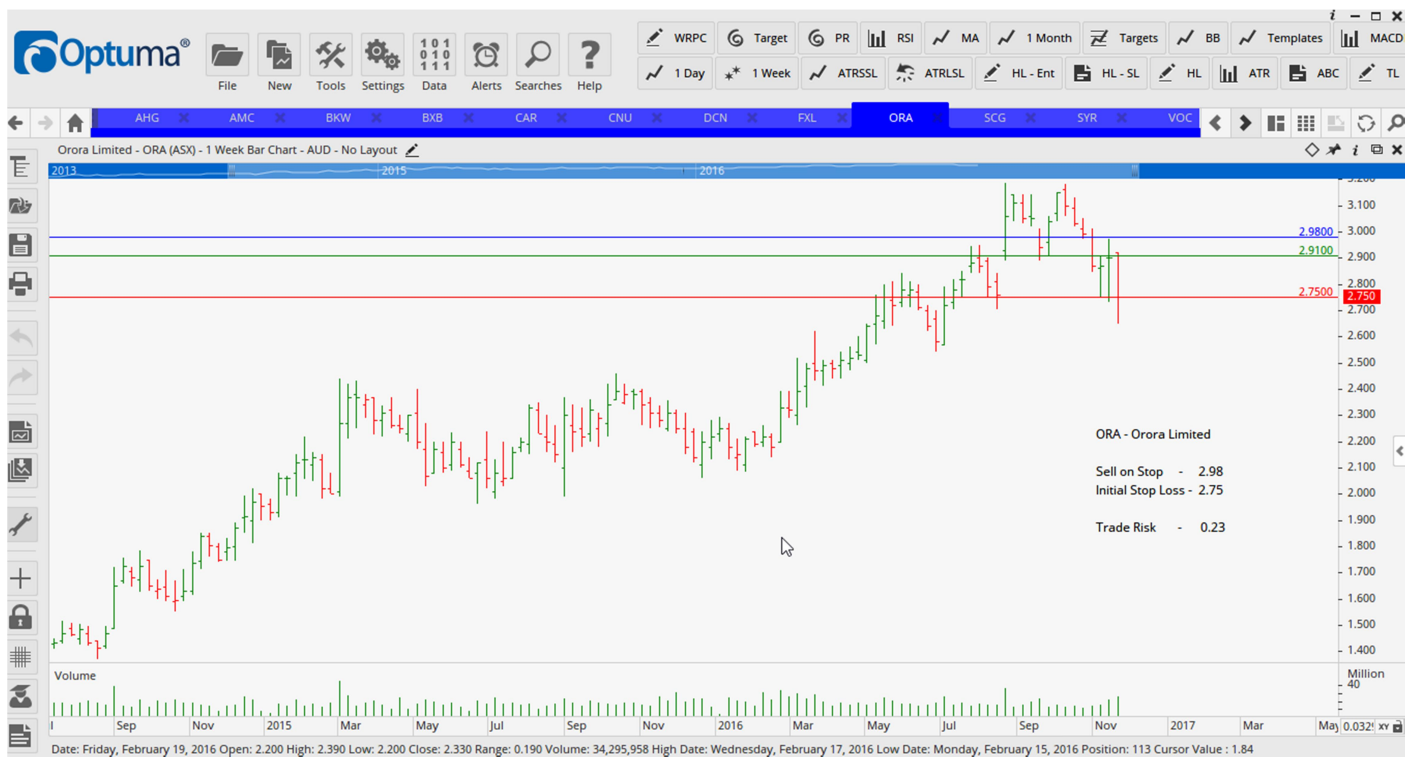 i
Optuma®
File New Tools Settings Data Alerts Searches Help
101
010
111
WRPC Target PR RSI MA 1 Month Targets BB Templates MACD
1 Day 1 Week ATRSSL ATRLSL HL - Ent HL - SL HL ATR ABC TL
AHG AMC BKW BXB CAR CNU DCN FXL ORA SCG SYR VOC
Orora Limited - ORA (ASX) - 1 Week Bar Chart - AUD - No Layout
2013 2015 2016
3.200
3.100
3.000
2.9800
2.9100
2.900
2.800
2.7500 2.750
2.700
2.600
2.500
2.400
2.300
2.200
2.100
2.000
1.900
1.800
1.700
1.600
1.500
1.400
ORA - Orora Limited
Sell on Stop - 2.98
Initial Stop Loss - 2.75
Trade Risk - 0.23
Volume
Million
40
Sep Nov 2015 Mar May Jul Sep Nov 2016 Mar May Jul Sep Nov 2017 Mar May XY
Date: Friday, February 19, 2016 Open: 2.200 High: 2.390 Low: 2.200 Close: 2.330 Range: 0.190 Volume: 34,295,958 High Date: Wednesday, February 17, 2016 Low Date: Monday, February 15, 2016 Position: 113 Cursor Value : 1.84